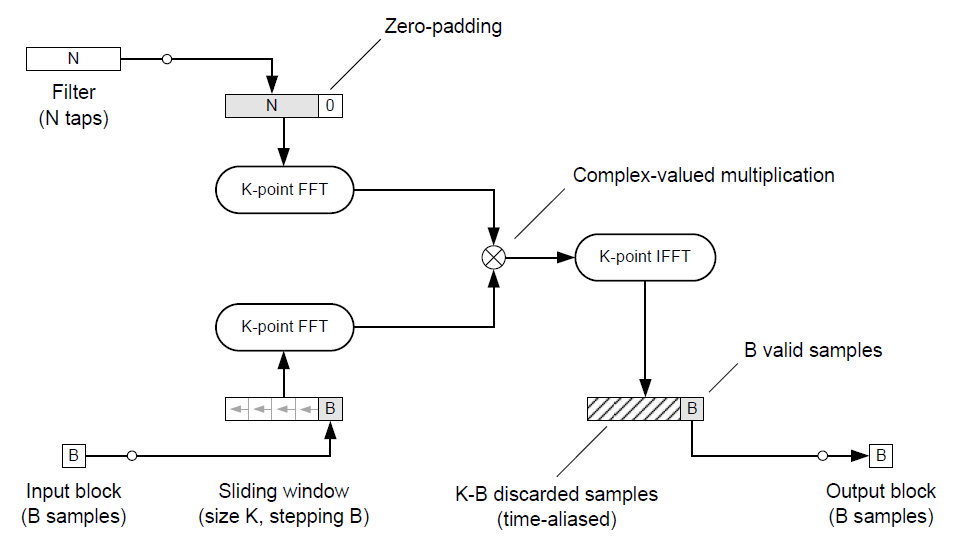 Zero-padding
N
Filter
(N taps)
N
0
K-point FFT
Complex-valued multiplication
K-point IFFT
K-point FFT
B valid samples
B
B
B
B
Input block
(B samples)
Sliding window
(size K, stepping B)
K-B discarded samples
(time-aliased)
Output block
(B samples)